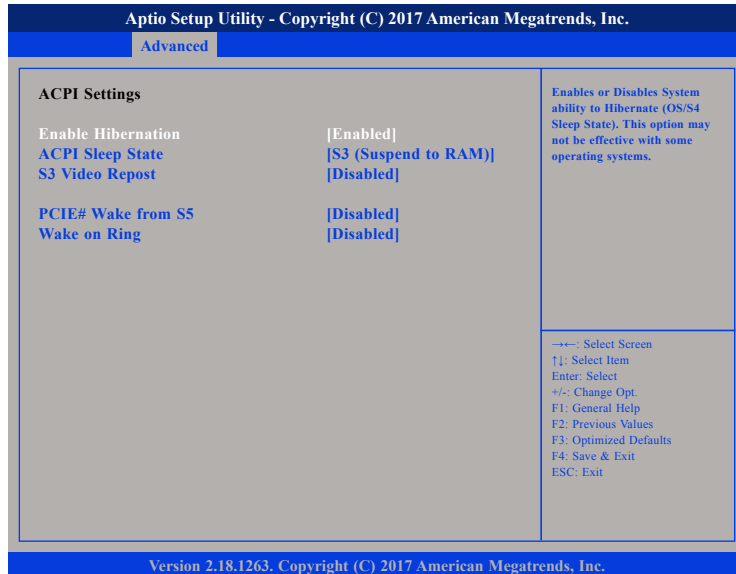 Aptio Setup Utility - Copyright (C) 2017 American Megatrends, Inc.
Advanced
ACPI Settings
Enable Hibernation [Enabled]
ACPI Sleep State [S3 (Suspend to RAM)]
S3 Video Repost [Disabled]
PCIE# Wake from S5 [Disabled]
Wake on Ring [Disabled]
Enables or Disables System
ability to Hibernate (OS/S4
Sleep State). This option may
not be effective with some
operating systems.
→←: Select Screen
↑↓: Select Item
Enter: Select
+/-: Change Opt.
F1: General Help
F2: Previous Values
F3: Optimized Defaults
F4: Save & Exit
ESC: Exit
Version 2.18.1263. Copyright (C) 2017 American Megatrends, Inc.